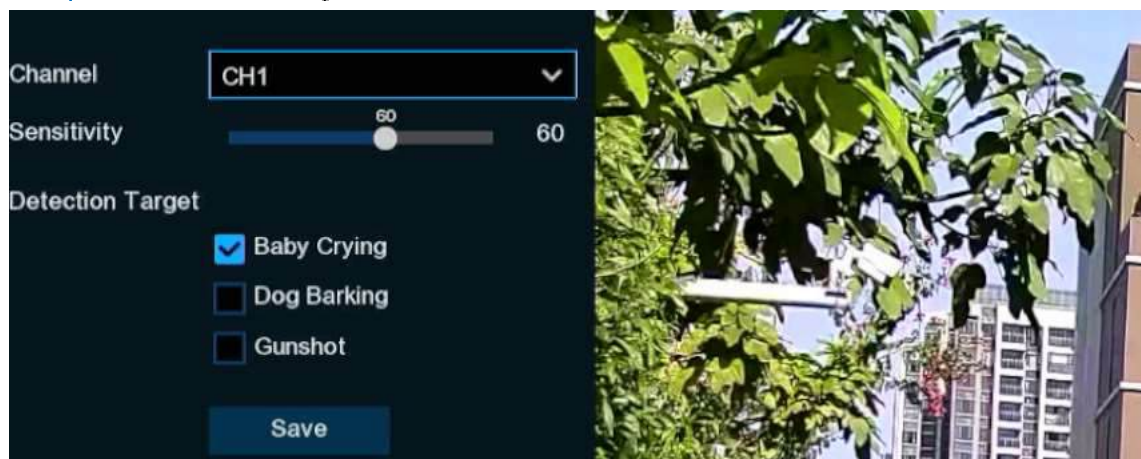 Channel
CH1
60
Sensitivity
60
Detection Target
Baby Crying
Dog Barking
Gunshot
Save